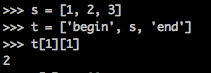 >>> s = [1, 2, 3]
>>> t = ['begin', s, 'end']
>>> t[1][1]
2